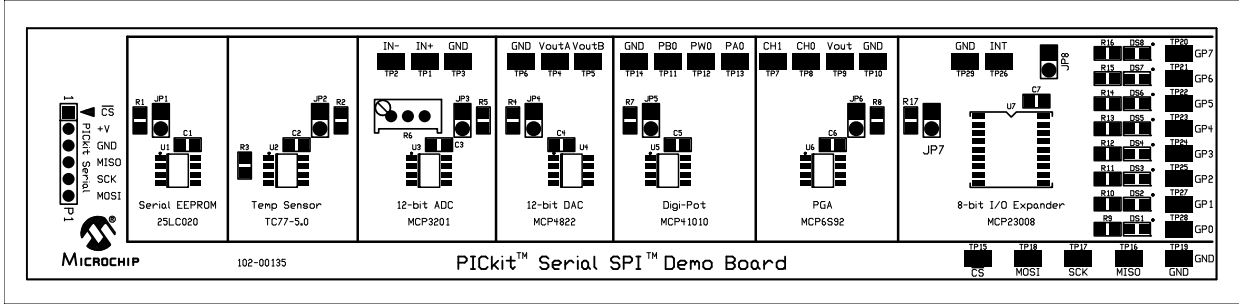 1
CS
+V
GND
MISO
SCK
MOSI
PICkit Serial
P1
MICROCHIP®
R1
JP1
C1
U1
Serial EEPROM
25LC020
JP2
R2
C2
R3
U2
Temp Sensor
TC77-5.0
IN- IN+ GND
TP2 TP1 TP3
JP3
R5
R6
C3
U3
12-bit ADC
MCP3201
GND VoutA VoutB
TP6 TP4 TP5
R4
JP4
C4
U4
12-bit DAC
MCP4822
GND PB0 PW0 PA0
TP14 TP11 TP12 TP13
R7
JP5
C5
U5
Digi-Pot
MCP41010
CH1 CH0 Vout GND
TP7 TP8 TP9 TP10
JP6
R8
C6
U6
PGA
MCP6S92
GND INT
TP29 TP26
JP8
C7
R17
JP7
U7
8-bit I/O Expander
MCP23008
R16 DS8 TP20 GP7
R15 DS7 TP21 GP6
R14 DS6 TP22 GP5
R13 DS5 TP23 GP4
R12 DS4 TP24 GP3
R11 DS3 TP25 GP2
R10 DS2 TP27 GP1
R9 DS1 TP28 GP0
TP15 TP18 TP17 TP16 TP19 GND
CS MOSI SCK MISO GND
102-00135
PICkit™ Serial SPI™ Demo Board